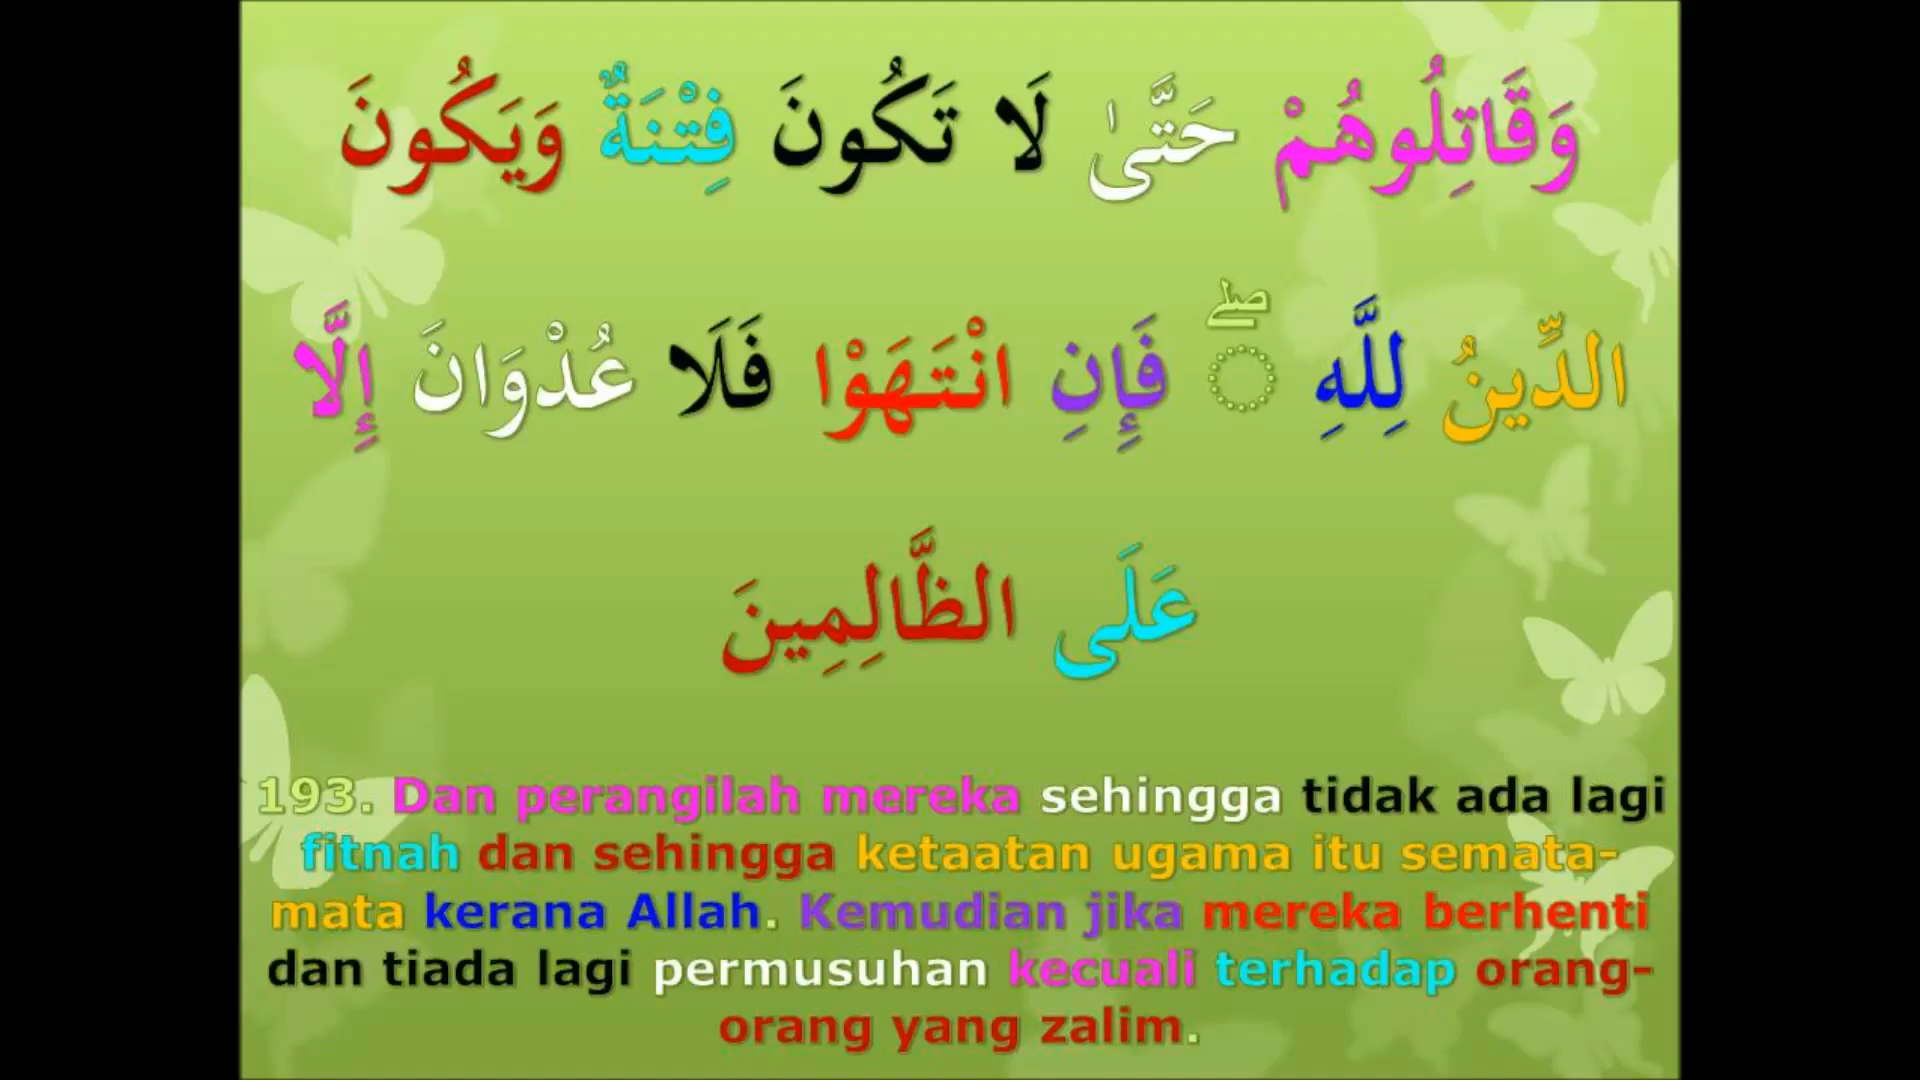 وَقَاتِلُوهُمْ حَتَّىٰ لَا تَكُونَ فِتْنَةٌ وَيَكُونَ
الدِّينُ لِلَّهِ ۖ فَإِنِ انْتَهَوْا فَلَا عُدْوَانَ إِلَّا
عَلَى الظَّالِمِينَ
193. Dan perangilah mereka sehingga tidak ada lagi
fitnah dan sehingga ketaatan ugama itu semata-
mata kerana Allah. Kemudian jika mereka berhenti
dan tiada lagi permusuhan kecuali terhadap orang-
orang yang zalim.